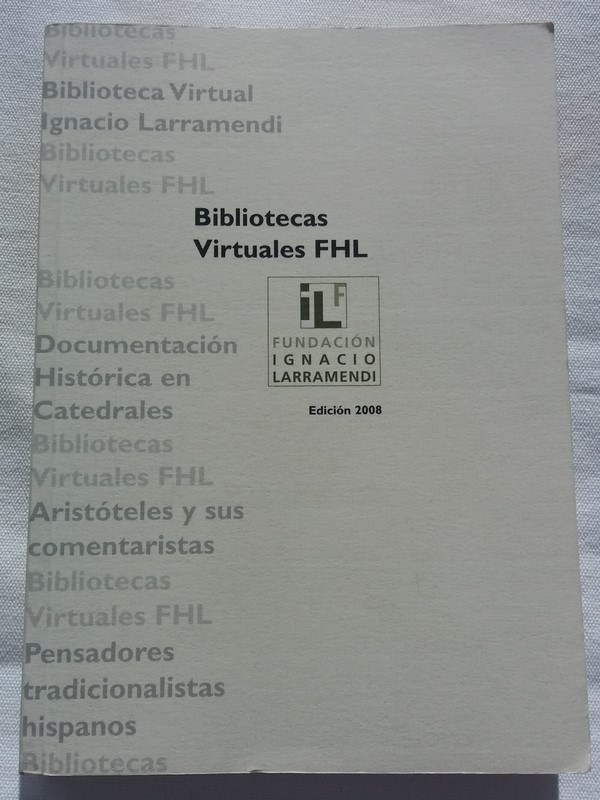 Bibliotecas
Virtuales FHL
Biblioteca Virtual
Ignacio Larramendi
Bibliotecas
Virtuales FHL
Bibliotecas
Virtuales FHL
iLF
FUNDACIÓN
IGNACIO
LARRAMENDI
Edición 2008
Bibliotecas
Virtuales FHL
Documentación
Histórica en
Catedrales
Bibliotecas
Virtuales FHL
Aristóteles y sus
comentaristas
Bibliotecas
Virtuales FHL
Pensadores
tradicionalistas
hispanos
Bibliotecas